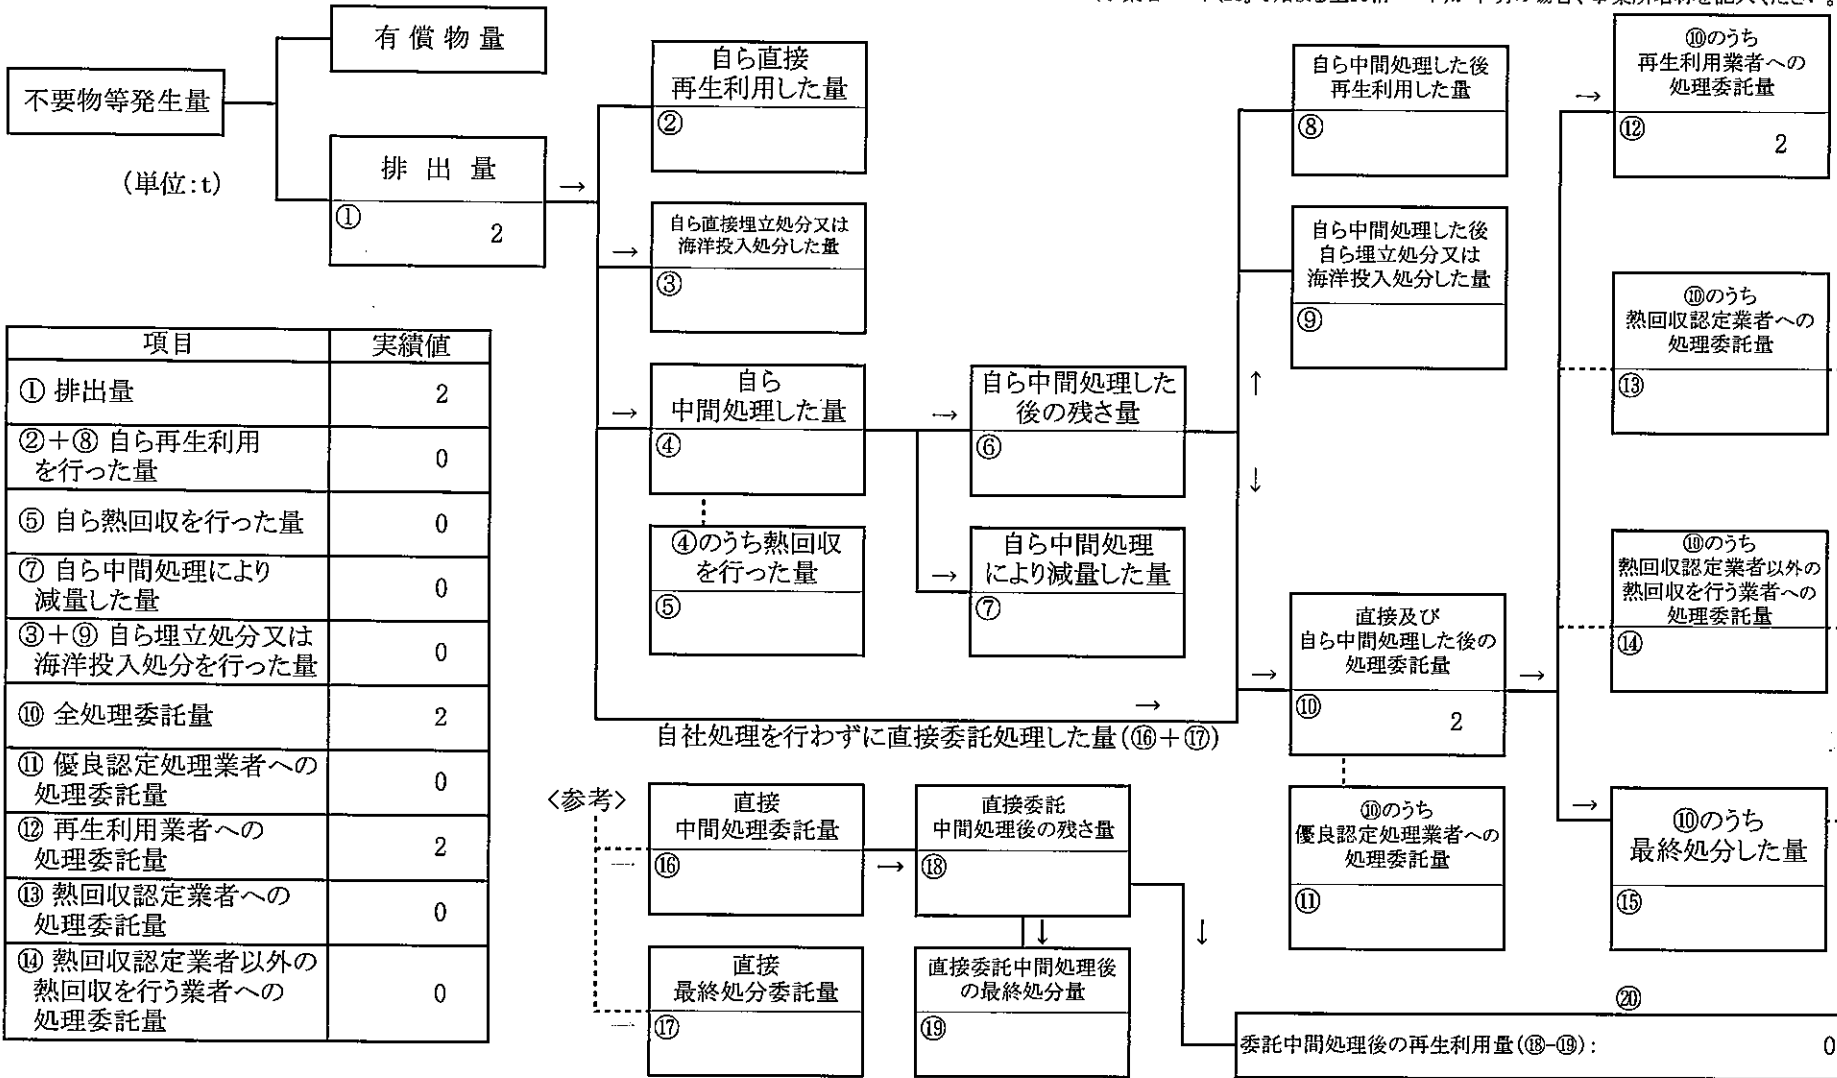 有償物量
不要物等発生量
(単位:t)
排出量
①
2
→
自ら直接
再生利用した量
②
→
自ら直接埋立処分又は
海洋投入処分した量
③
→
自ら
中間処理した量
④
④のうち熱回収
を行った量
⑤
→
自ら中間処理した
後の残さ量
⑥
→
自ら中間処理
により減量した量
⑦
自ら中間処理した後
再生利用した量
⑧
自ら中間処理した後
自ら埋立処分又は
海洋投入処分した量
⑨
↑
↓
→
自社処理を行わずに直接委託処理した量(⑯+⑰)
→
直接及び
自ら中間処理した後の
処理委託量
⑩
2
→
⑩のうち
優良認定処理業者への
処理委託量
⑪
→
⑩のうち
再生利用業者への
処理委託量
⑫
2
⑩のうち
熱回収認定業者への
処理委託量
⑬
⑩のうち
熱回収認定業者以外の
熱回収を行う業者への
処理委託量
⑭
→
⑩のうち
最終処分した量
⑮
項目 実績値
① 排出量 2
②+⑧ 自ら再生利用
を行った量 0
⑤ 自ら熱回収を行った量 0
⑦ 自ら中間処理により
減量した量 0
③+⑨ 自ら埋立処分又は
海洋投入処分を行った量 0
⑩ 全処理委託量 2
⑪ 優良認定処理業者への
処理委託量 0
⑫ 再生利用業者への
処理委託量 2
⑬ 熱回収認定業者への
処理委託量 0
⑭ 熱回収認定業者以外の
熱回収を行う業者への
処理委託量 0
〈参考〉
直接
中間処理委託量
⑯
→
直接委託
中間処理後の残さ量
⑱
↓
↓
直接
最終処分委託量
⑰
直接委託中間処理後
の最終処分量
⑲
⑳
委託中間処理後の再生利用量(⑱-⑲): 0